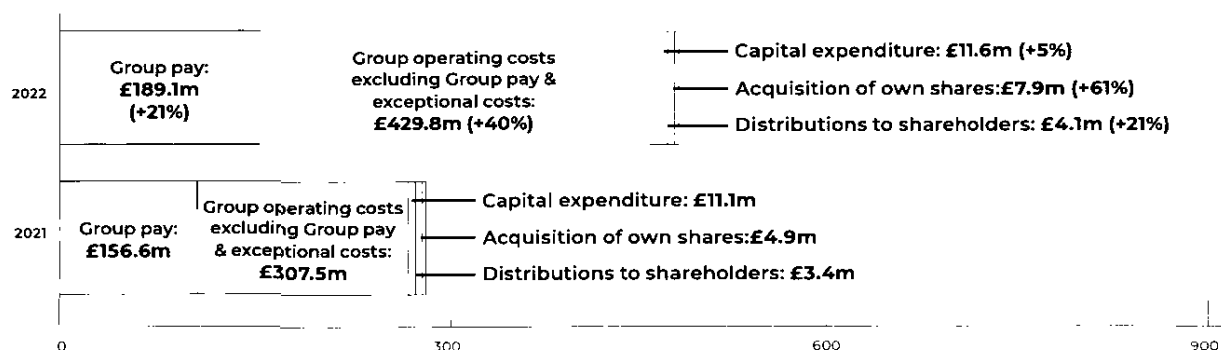 2022
Group pay:
£189.1m
(+21%)
Group operating costs
excluding Group pay &
exceptional costs:
£429.8m (+40%)
Capital expenditure: £11.6m (+5%)
Acquisition of own shares:£7.9m (+61%)
Distributions to shareholders: £4.1m (+21%)
2021
Group pay:
£156.6m
Group operating costs
excluding Group pay
& exceptional costs:
£307.5m
Capital expenditure: £11.1m
Acquisition of own shares:£4.9m
Distributions to shareholders: £3.4m
0 300 600 900